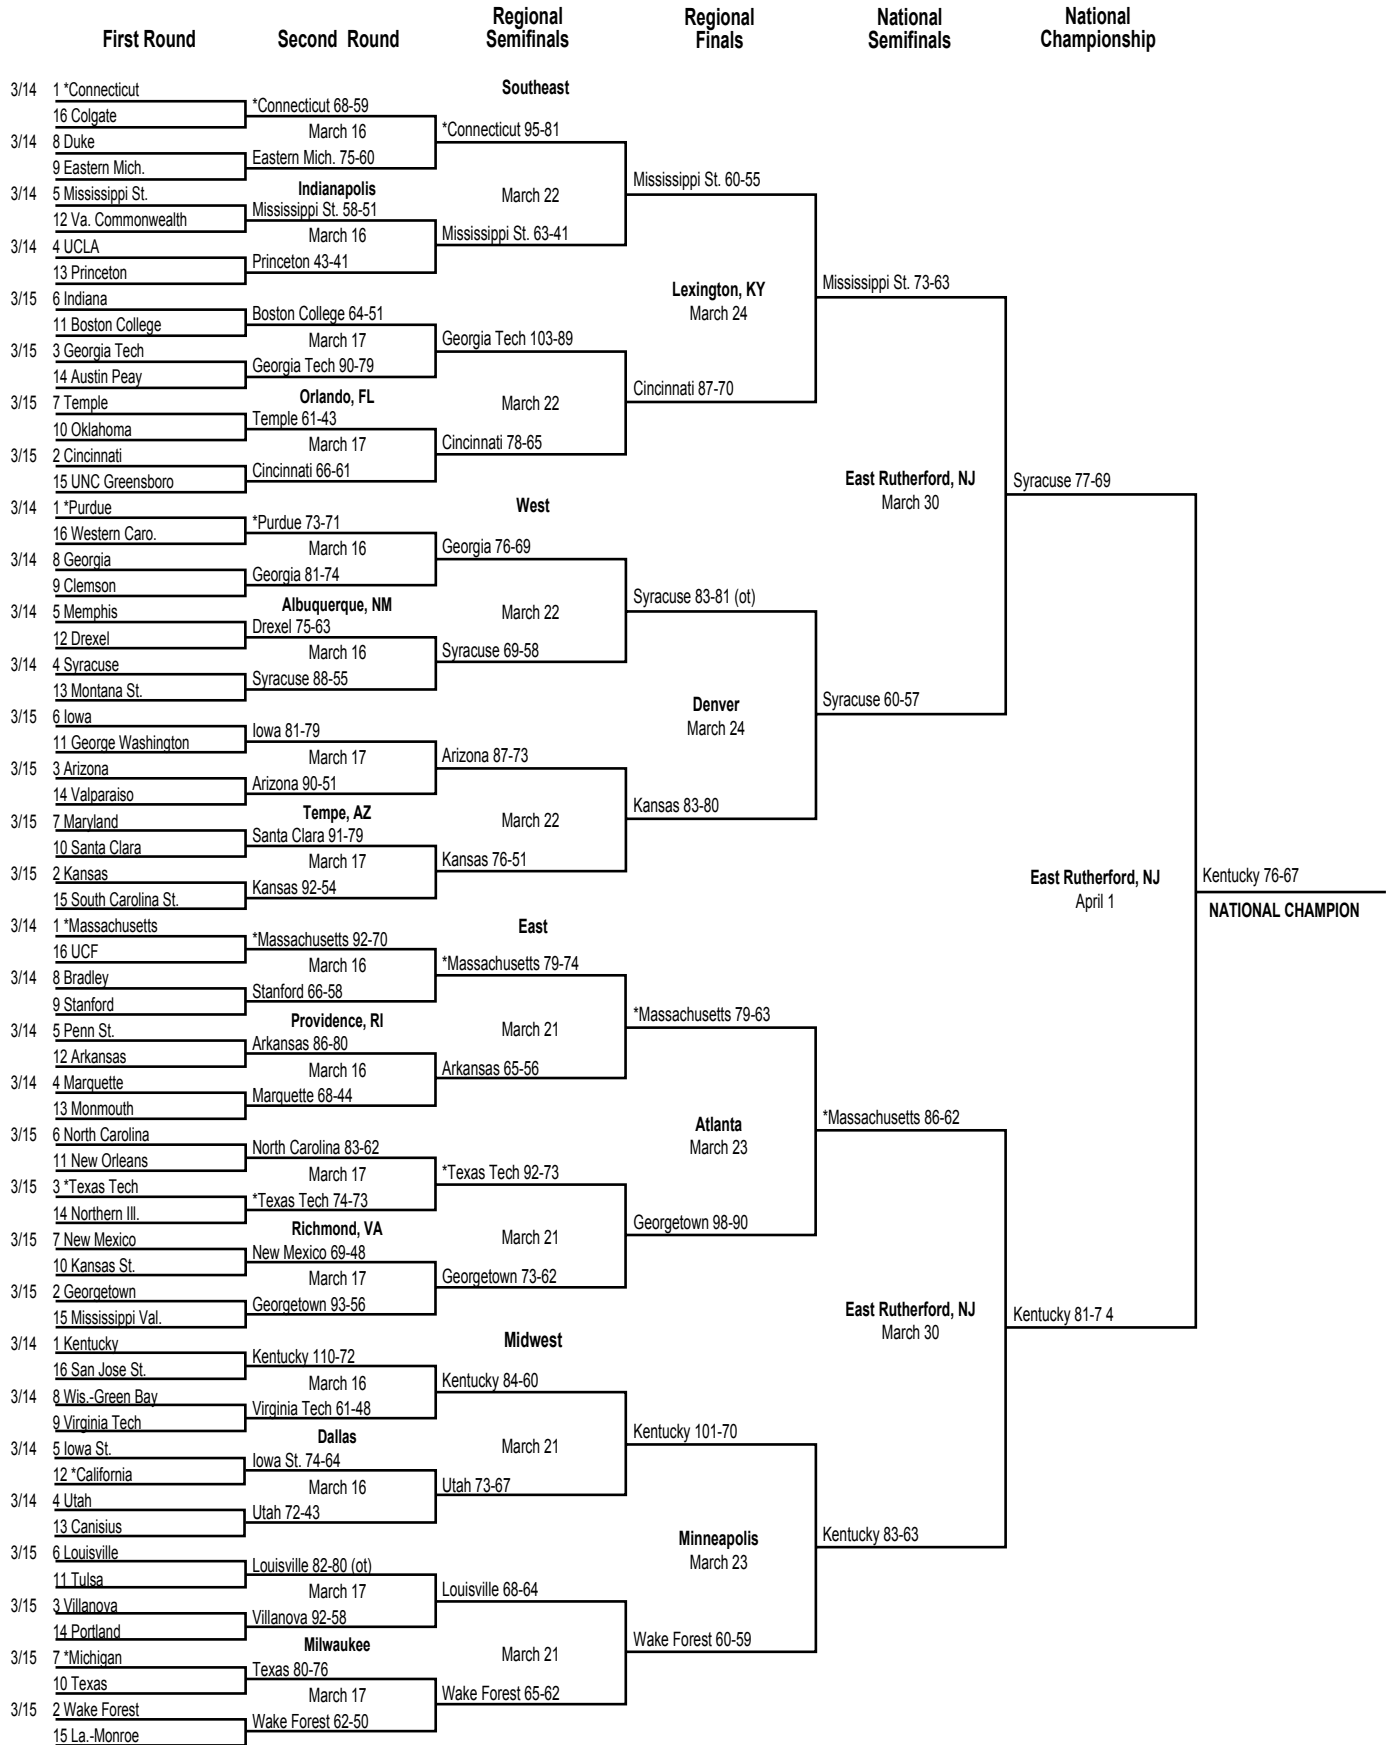 First Round
Second Round
Regional
Semifinals
Regional
Finals
National
Semifinals
National
Championship
Southeast
3/14 1 *Connecticut
16 Colgate
*Connecticut 68-59
March 16
3/14 8 Duke
9 Eastern Mich.
Eastern Mich. 75-60
*Connecticut 95-81
Indianapolis
3/14 5 Mississippi St.
12 Va. Commonwealth
Mississippi St. 58-51
March 16
3/14 4 UCLA
13 Princeton
Princeton 43-41
Mississippi St. 63-41
March 22
Mississippi St. 60-55
3/15 6 Indiana
11 Boston College
Boston College 64-51
March 17
3/15 3 Georgia Tech
14 Austin Peay
Georgia Tech 90-79
Georgia Tech 103-89
Orlando, FL
3/15 7 Temple
10 Oklahoma
Temple 61-43
March 17
3/15 2 Cincinnati
15 UNC Greensboro
Cincinnati 66-61
Cincinnati 78-65
March 22
Cincinnati 87-70
Lexington, KY
March 24
Mississippi St. 73-63
West
3/14 1 *Purdue
16 Western Caro.
*Purdue 73-71
March 16
3/14 8 Georgia
9 Clemson
Georgia 81-74
Georgia 76-69
Albuquerque, NM
3/14 5 Memphis
12 Drexel
Drexel 75-63
March 16
3/14 4 Syracuse
13 Montana St.
Syracuse 88-55
Syracuse 69-58
March 22
Syracuse 83-81 (ot)
3/15 6 Iowa
11 George Washington
Iowa 81-79
March 17
3/15 3 Arizona
14 Valparaiso
Arizona 90-51
Arizona 87-73
Tempe, AZ
3/15 7 Maryland
10 Santa Clara
Santa Clara 91-79
March 17
3/15 2 Kansas
15 South Carolina St.
Kansas 92-54
Kansas 76-51
March 22
Kansas 83-80
Denver
March 24
Syracuse 60-57
East Rutherford, NJ
March 30
Syracuse 77-69
East
3/14 1 *Massachusetts
16 UCF
*Massachusetts 92-70
March 16
3/14 8 Bradley
9 Stanford
Stanford 66-58
*Massachusetts 79-74
Providence, RI
3/14 5 Penn St.
12 Arkansas
Arkansas 86-80
March 16
3/14 4 Marquette
13 Monmouth
Marquette 68-44
Arkansas 65-56
March 21
*Massachusetts 79-63
3/15 6 North Carolina
11 New Orleans
North Carolina 83-62
March 17
3/15 3 *Texas Tech
14 Northern Ill.
*Texas Tech 74-73
*Texas Tech 92-73
Richmond, VA
3/15 7 New Mexico
10 Kansas St.
New Mexico 69-48
March 17
3/15 2 Georgetown
15 Mississippi Val.
Georgetown 93-56
Georgetown 73-62
March 21
Georgetown 98-90
Atlanta
March 23
*Massachusetts 86-62
Midwest
3/14 1 Kentucky
16 San Jose St.
Kentucky 110-72
March 16
3/14 8 Wis.-Green Bay
9 Virginia Tech
Virginia Tech 61-48
Kentucky 84-60
Dallas
3/14 5 Iowa St.
12 *California
Iowa St. 74-64
March 16
3/14 4 Utah
13 Canisius
Utah 72-43
Utah 73-67
March 21
Kentucky 101-70
3/15 6 Louisville
11 Tulsa
Louisville 82-80 (ot)
March 17
3/15 3 Villanova
14 Portland
Villanova 92-58
Louisville 68-64
Milwaukee
3/15 7 *Michigan
10 Texas
Texas 80-76
March 17
3/15 2 Wake Forest
15 La.-Monroe
Wake Forest 62-50
Wake Forest 65-62
March 21
Wake Forest 60-59
Minneapolis
March 23
Kentucky 83-63
East Rutherford, NJ
March 30
Kentucky 81-7 4
East Rutherford, NJ
April 1
Kentucky 76-67
NATIONAL CHAMPION